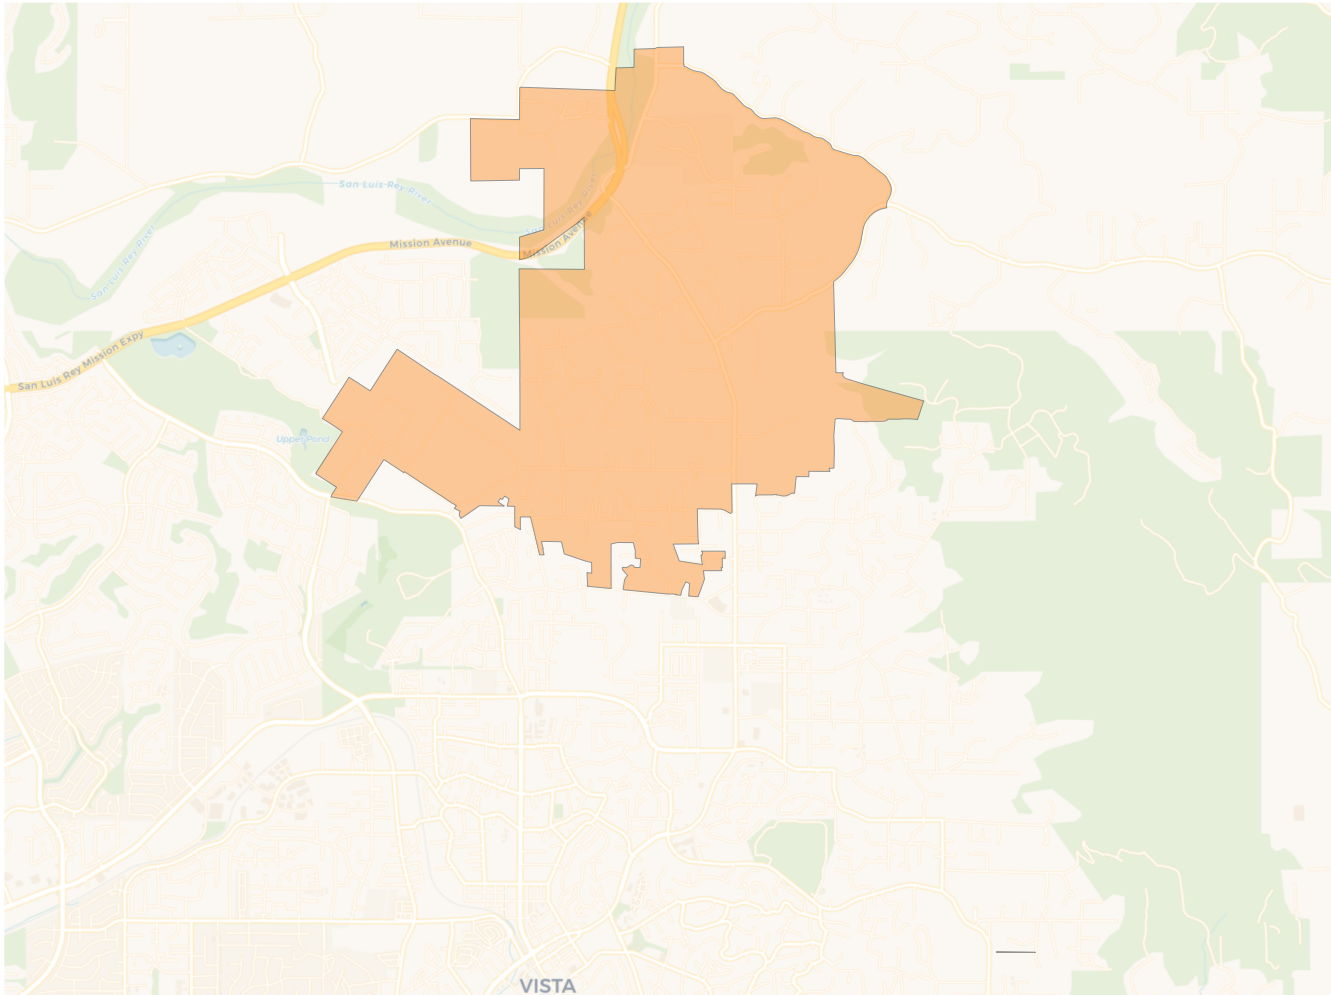 San Luis Rey River
San Luis Rey River
San Luis Rey River
Mission Avenue
Mission Avenue
San Luis Rey Mission Expy
Upper Pond
VISTA